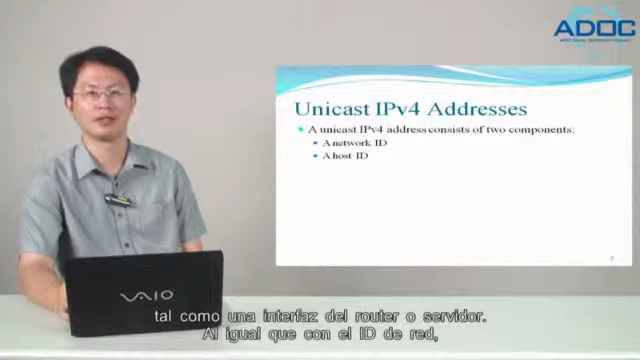 ADOC
Unicast IPv4 Addresses
A unicast IPv4 address consists of two components:
A network ID
A host ID
5
VAIO
tal como una interfaz del router o servidor.
Al igual que con el ID de red,